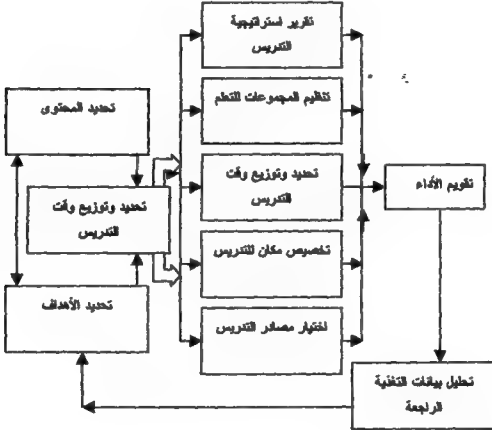 تقرير استراتيجية
التدريس
تنظيم المجموعات للتعلم
تحديد المحتوى
تحديد وتوزيع وقت
التدريس
تحديد وتوزيع وقت
التدريس
تقويم الأداء
تخصيص مكان للتدريس
تحديد الأهداف
اختيار مصادر التدريس
تحليل بيانات التغذية
الراجعة